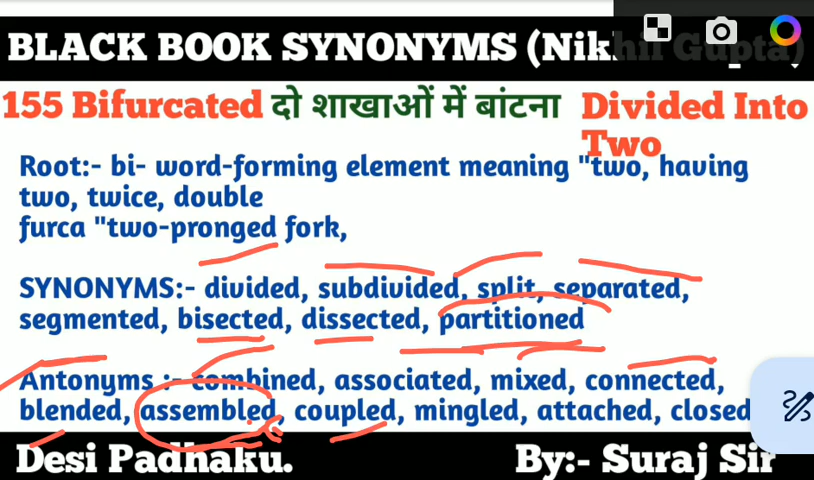 BLACK BOOK SYNONYMS (Nikhil Gupta)
155 Bifurcated दो शाखाओं में बांटना Divided Into
Two
Root:- bi- word-forming element meaning "two, having
two, twice, double
furca "two-pronged fork,
SYNONYMS:- divided, subdivided, split, separated,
segmented, bisected, dissected, partitioned
Antonyms :- combined, associated, mixed, connected,
blended, assembled, coupled, mingled, attached, closed
Desi Padhaku. By:- Suraj Sir